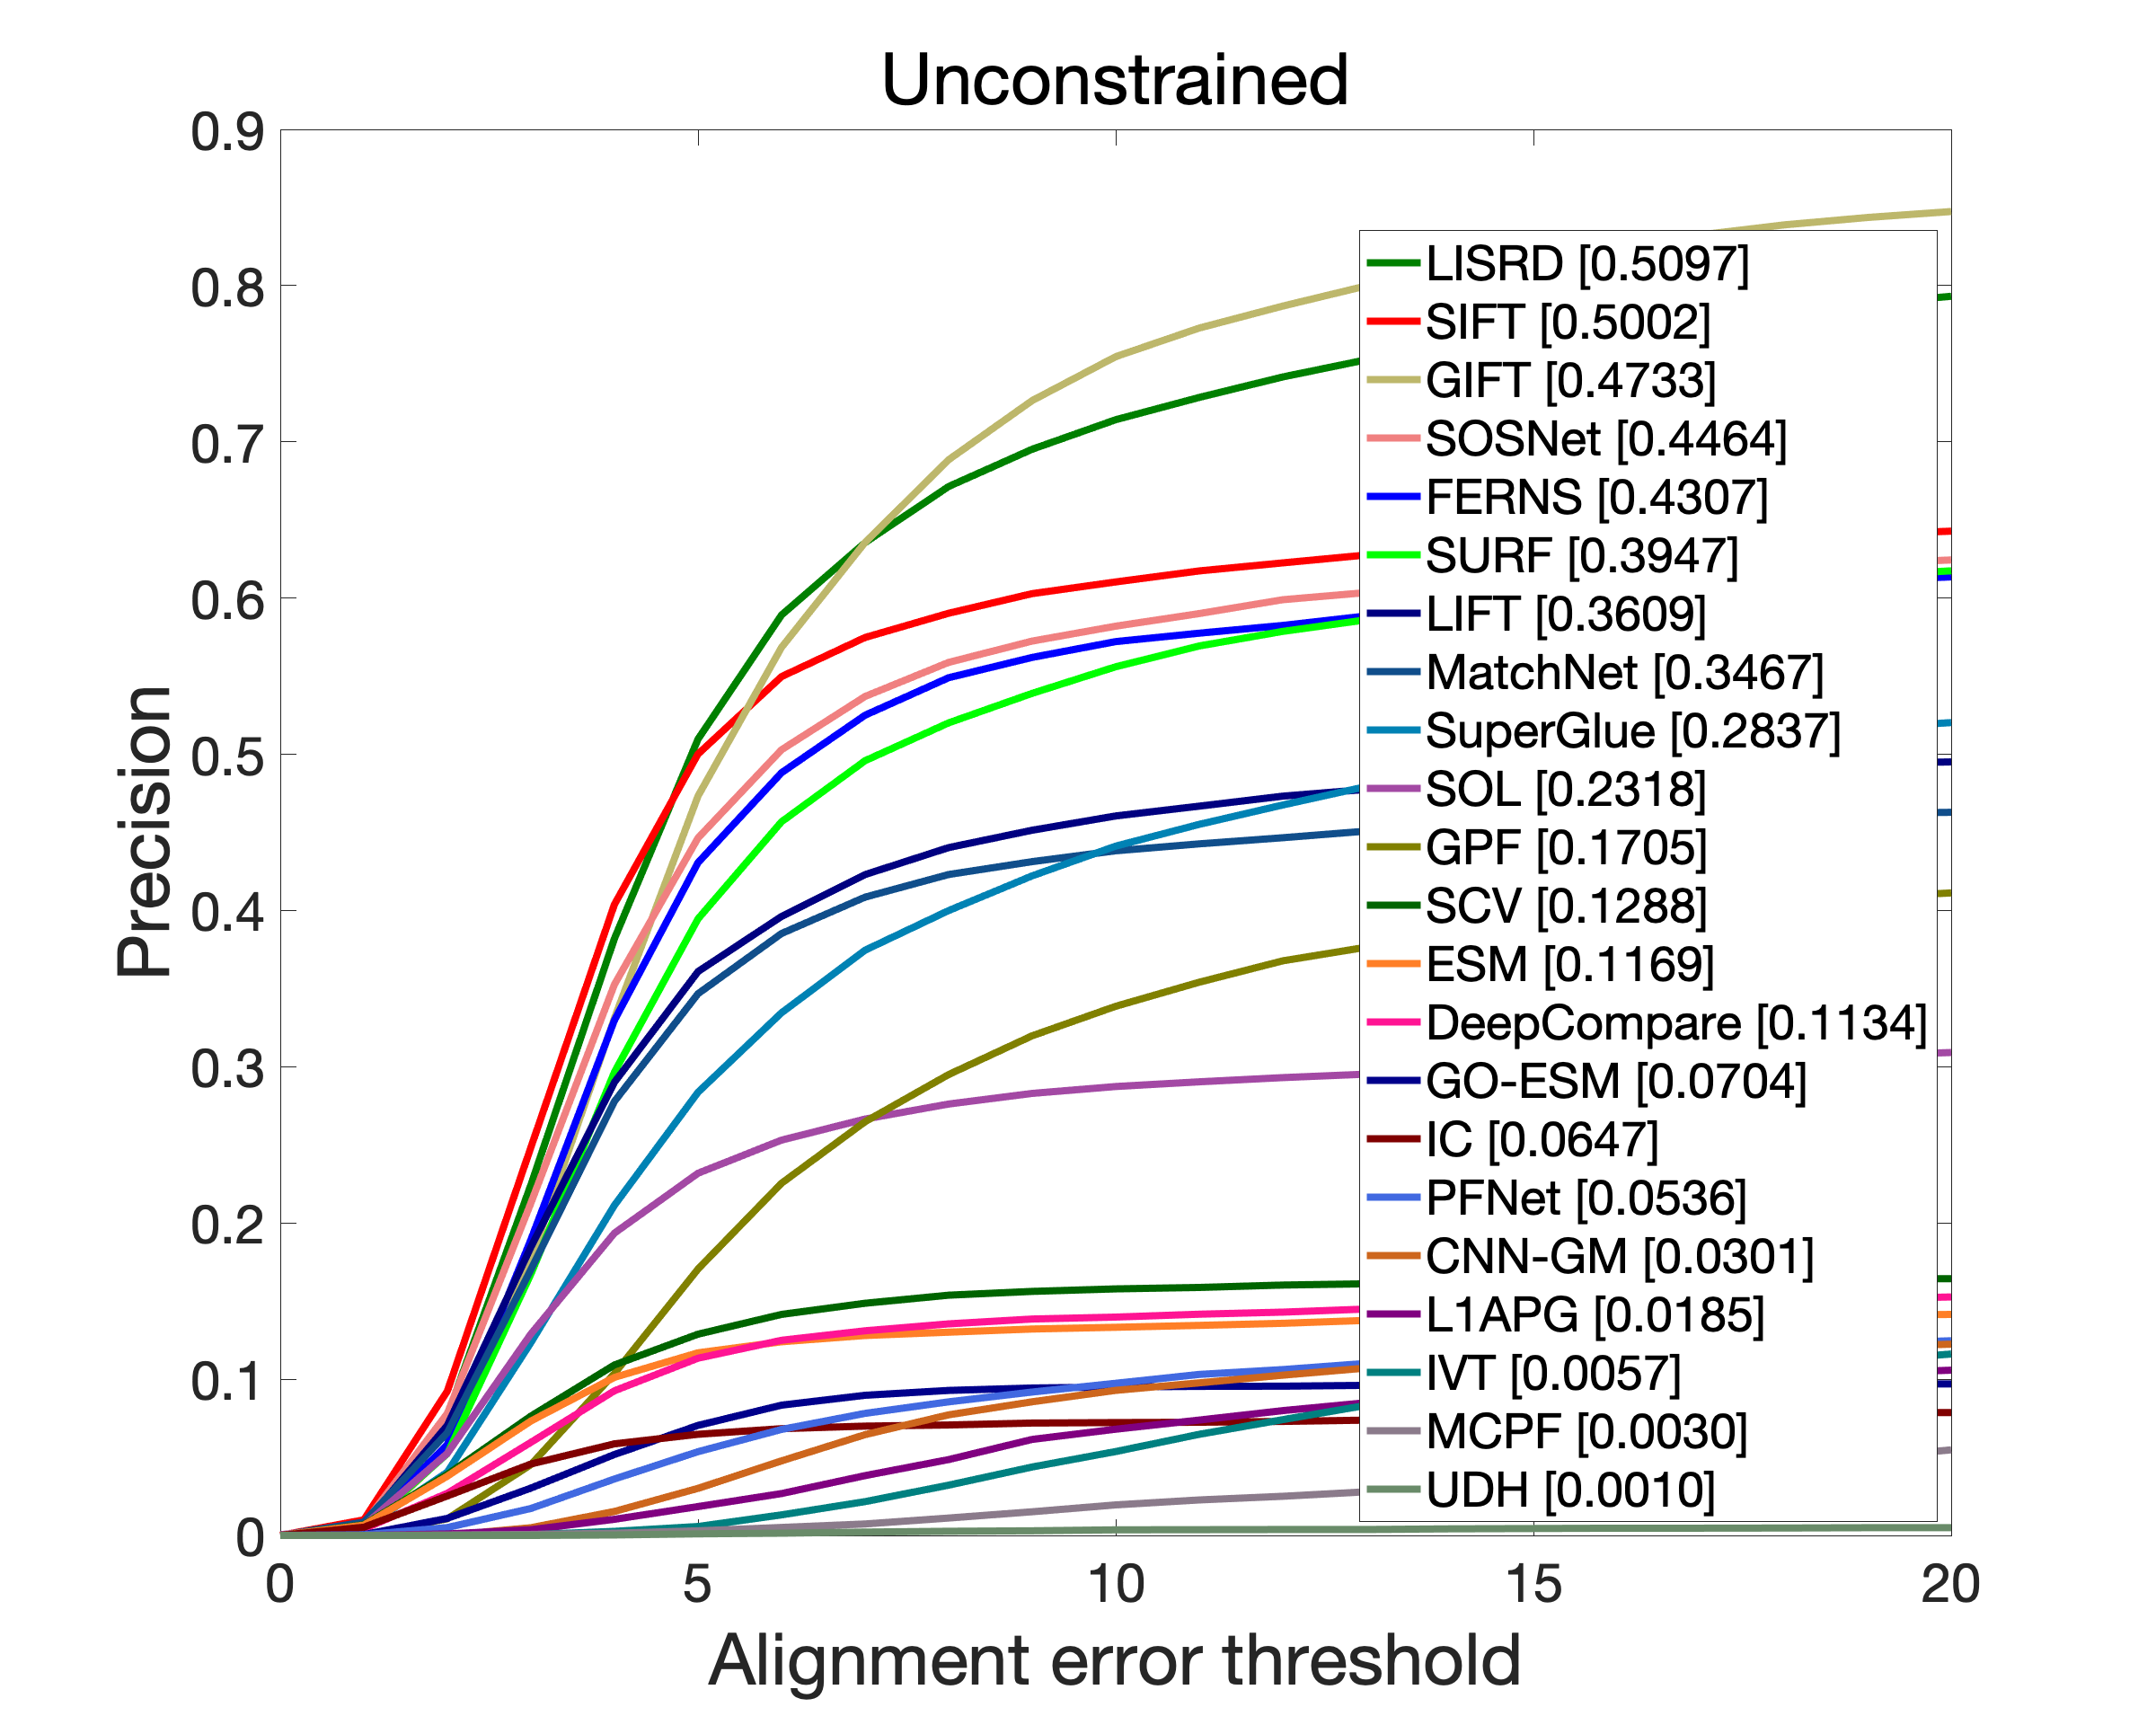 Unconstrained
0.9
0.8
0.7
0.6
0.5
0.4
0.3
0.2
0.1
0
Precision
LISRD [0.5097]
SIFT [0.5002]
GIFT [0.4733]
SOSNet [0.4464]
FERNS [0.4307]
SURF [0.3947]
LIFT [0.3609]
MatchNet [0.3467]
SuperGlue [0.2837]
SOL [0.2318]
GPF [0.1705]
SCV [0.1288]
ESM [0.1169]
DeepCompare [0.1134]
GO-ESM [0.0704]
IC [0.0647]
PFNet [0.0536]
CNN-GM [0.0301]
L1APG [0.0185]
IVT [0.0057]
MCPF [0.0030]
UDH [0.0010]
0 5 10 15 20
Alignment error threshold